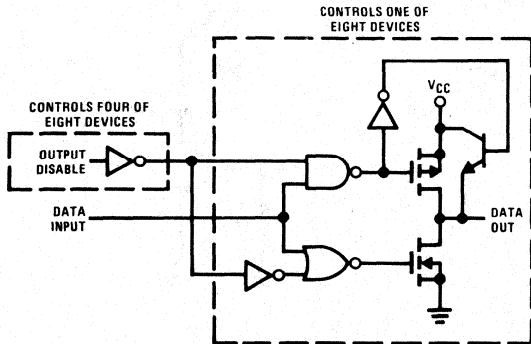 CONTROLS ONE OF
EIGHT DEVICES
VCC
CONTROLS FOUR OF
EIGHT DEVICES
OUTPUT
DISABLE
DATA
INPUT
DATA
OUT